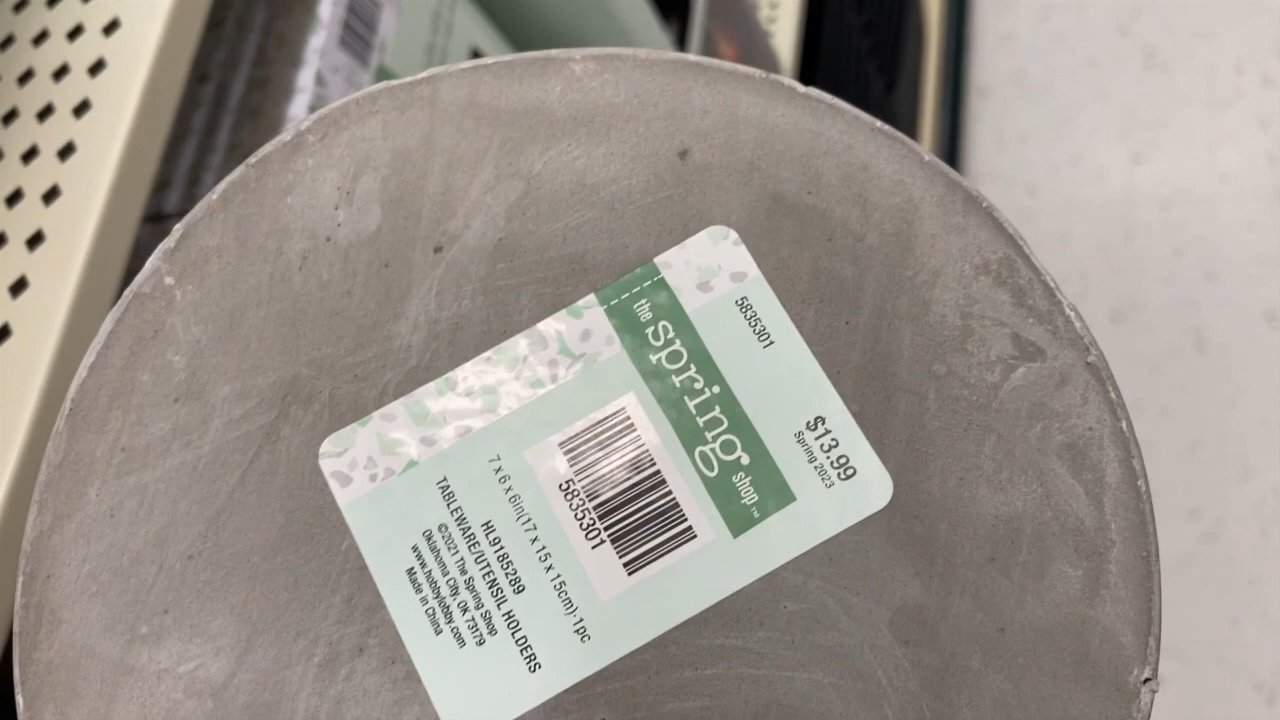 5835301
$13.99
Spring 2023
the spring shop™
5835301
7 x 6 x 6in(17 x 15 x 15cm)·1pc
HL9185289
TABLEWARE/UTENSIL HOLDERS
©2021 The Spring Shop
Oklahoma City, OK 73179
www.hobbylobby.com
Made in China